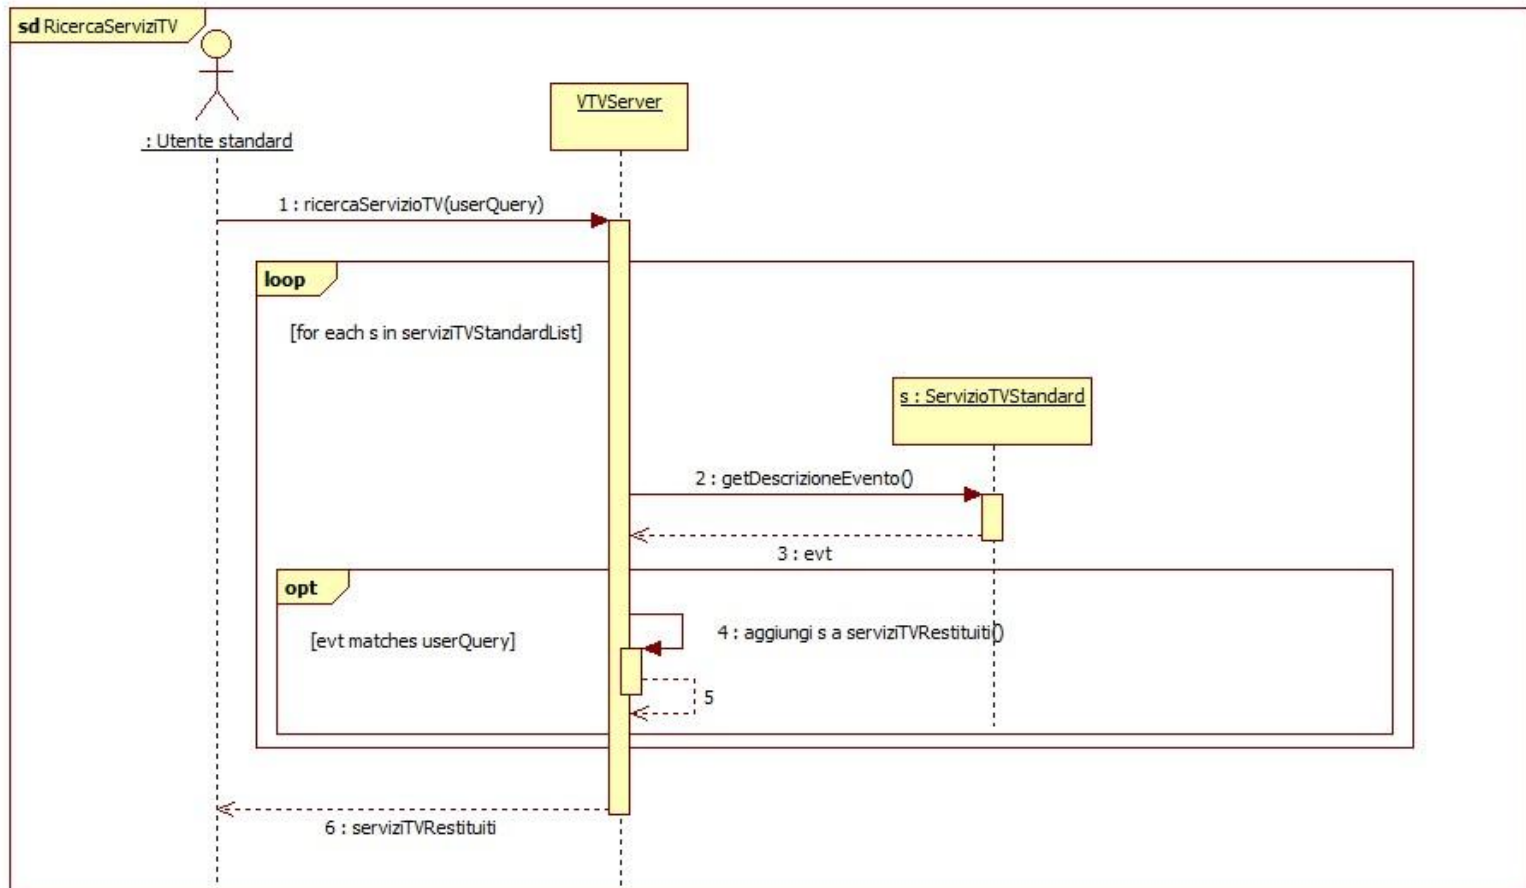 sd RicercaServiziTV
VTVServer
: Utente standard
1 : ricercaServizioTV(userQuery)
loop
[for each s in serviziTVStandardList]
s : ServizioTVStandard
2 : getDescrizioneEvento()
3 : evt
opt
[evt matches userQuery]
4 : aggiungi s a serviziTVRestituiti()
5
6 : serviziTVRestituiti